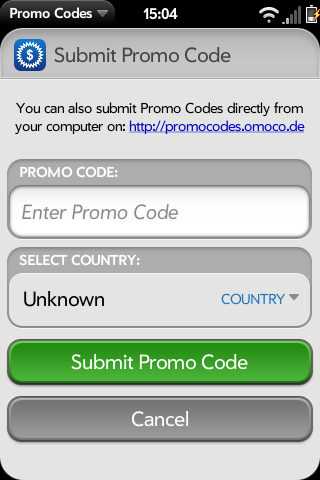 Promo Codes 15:04
$ Submit Promo Code
You can also submit Promo Codes directly from
your computer on: http://promocodes.omoco.de
PROMO CODE:
Enter Promo Code
SELECT COUNTRY:
Unknown COUNTRY
Submit Promo Code
Cancel